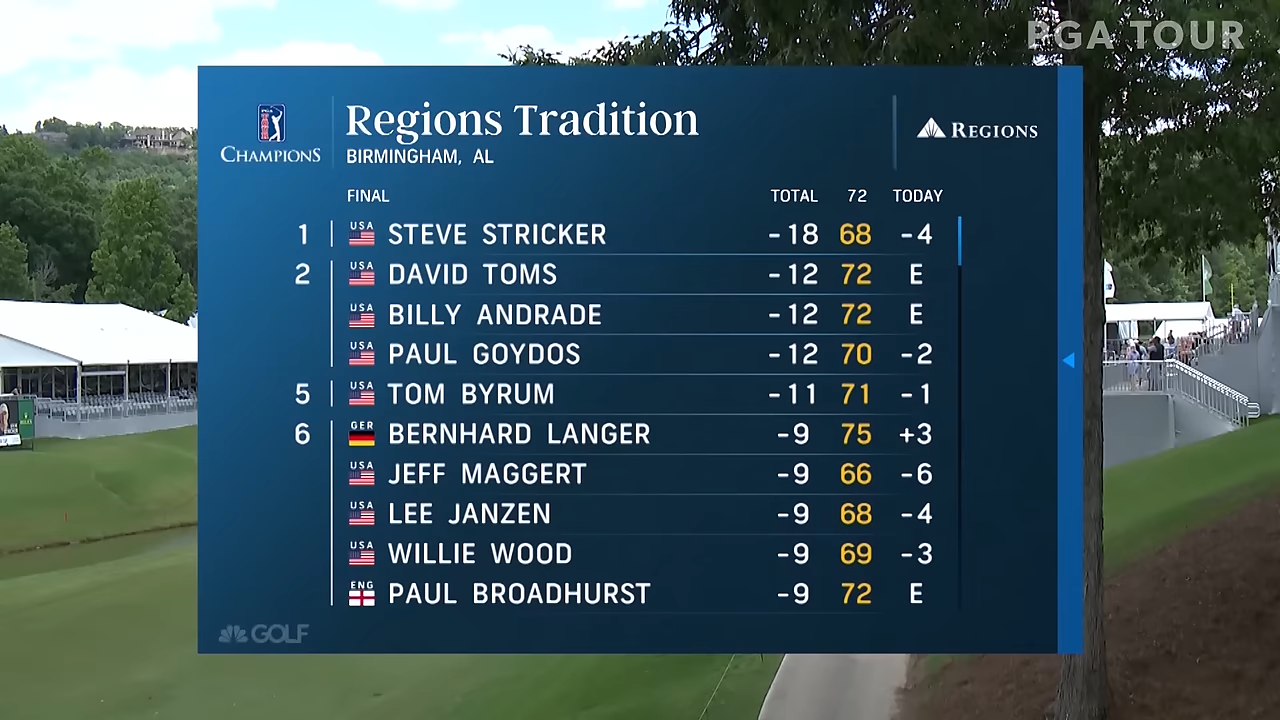 PGA TOUR
PGA TOUR
CHAMPIONS
Regions Tradition
BIRMINGHAM, AL
REGIONS
FINAL TOTAL 72 TODAY
1 USA STEVE STRICKER -18 68 -4
2 USA DAVID TOMS -12 72 E
USA BILLY ANDRADE -12 72 E
USA PAUL GOYDOS -12 70 -2
5 USA TOM BYRUM -11 71 -1
6 GER BERNHARD LANGER -9 75 +3
USA JEFF MAGGERT -9 66 -6
USA LEE JANZEN -9 68 -4
USA WILLIE WOOD -9 69 -3
ENG PAUL BROADHURST -9 72 E
GOLF